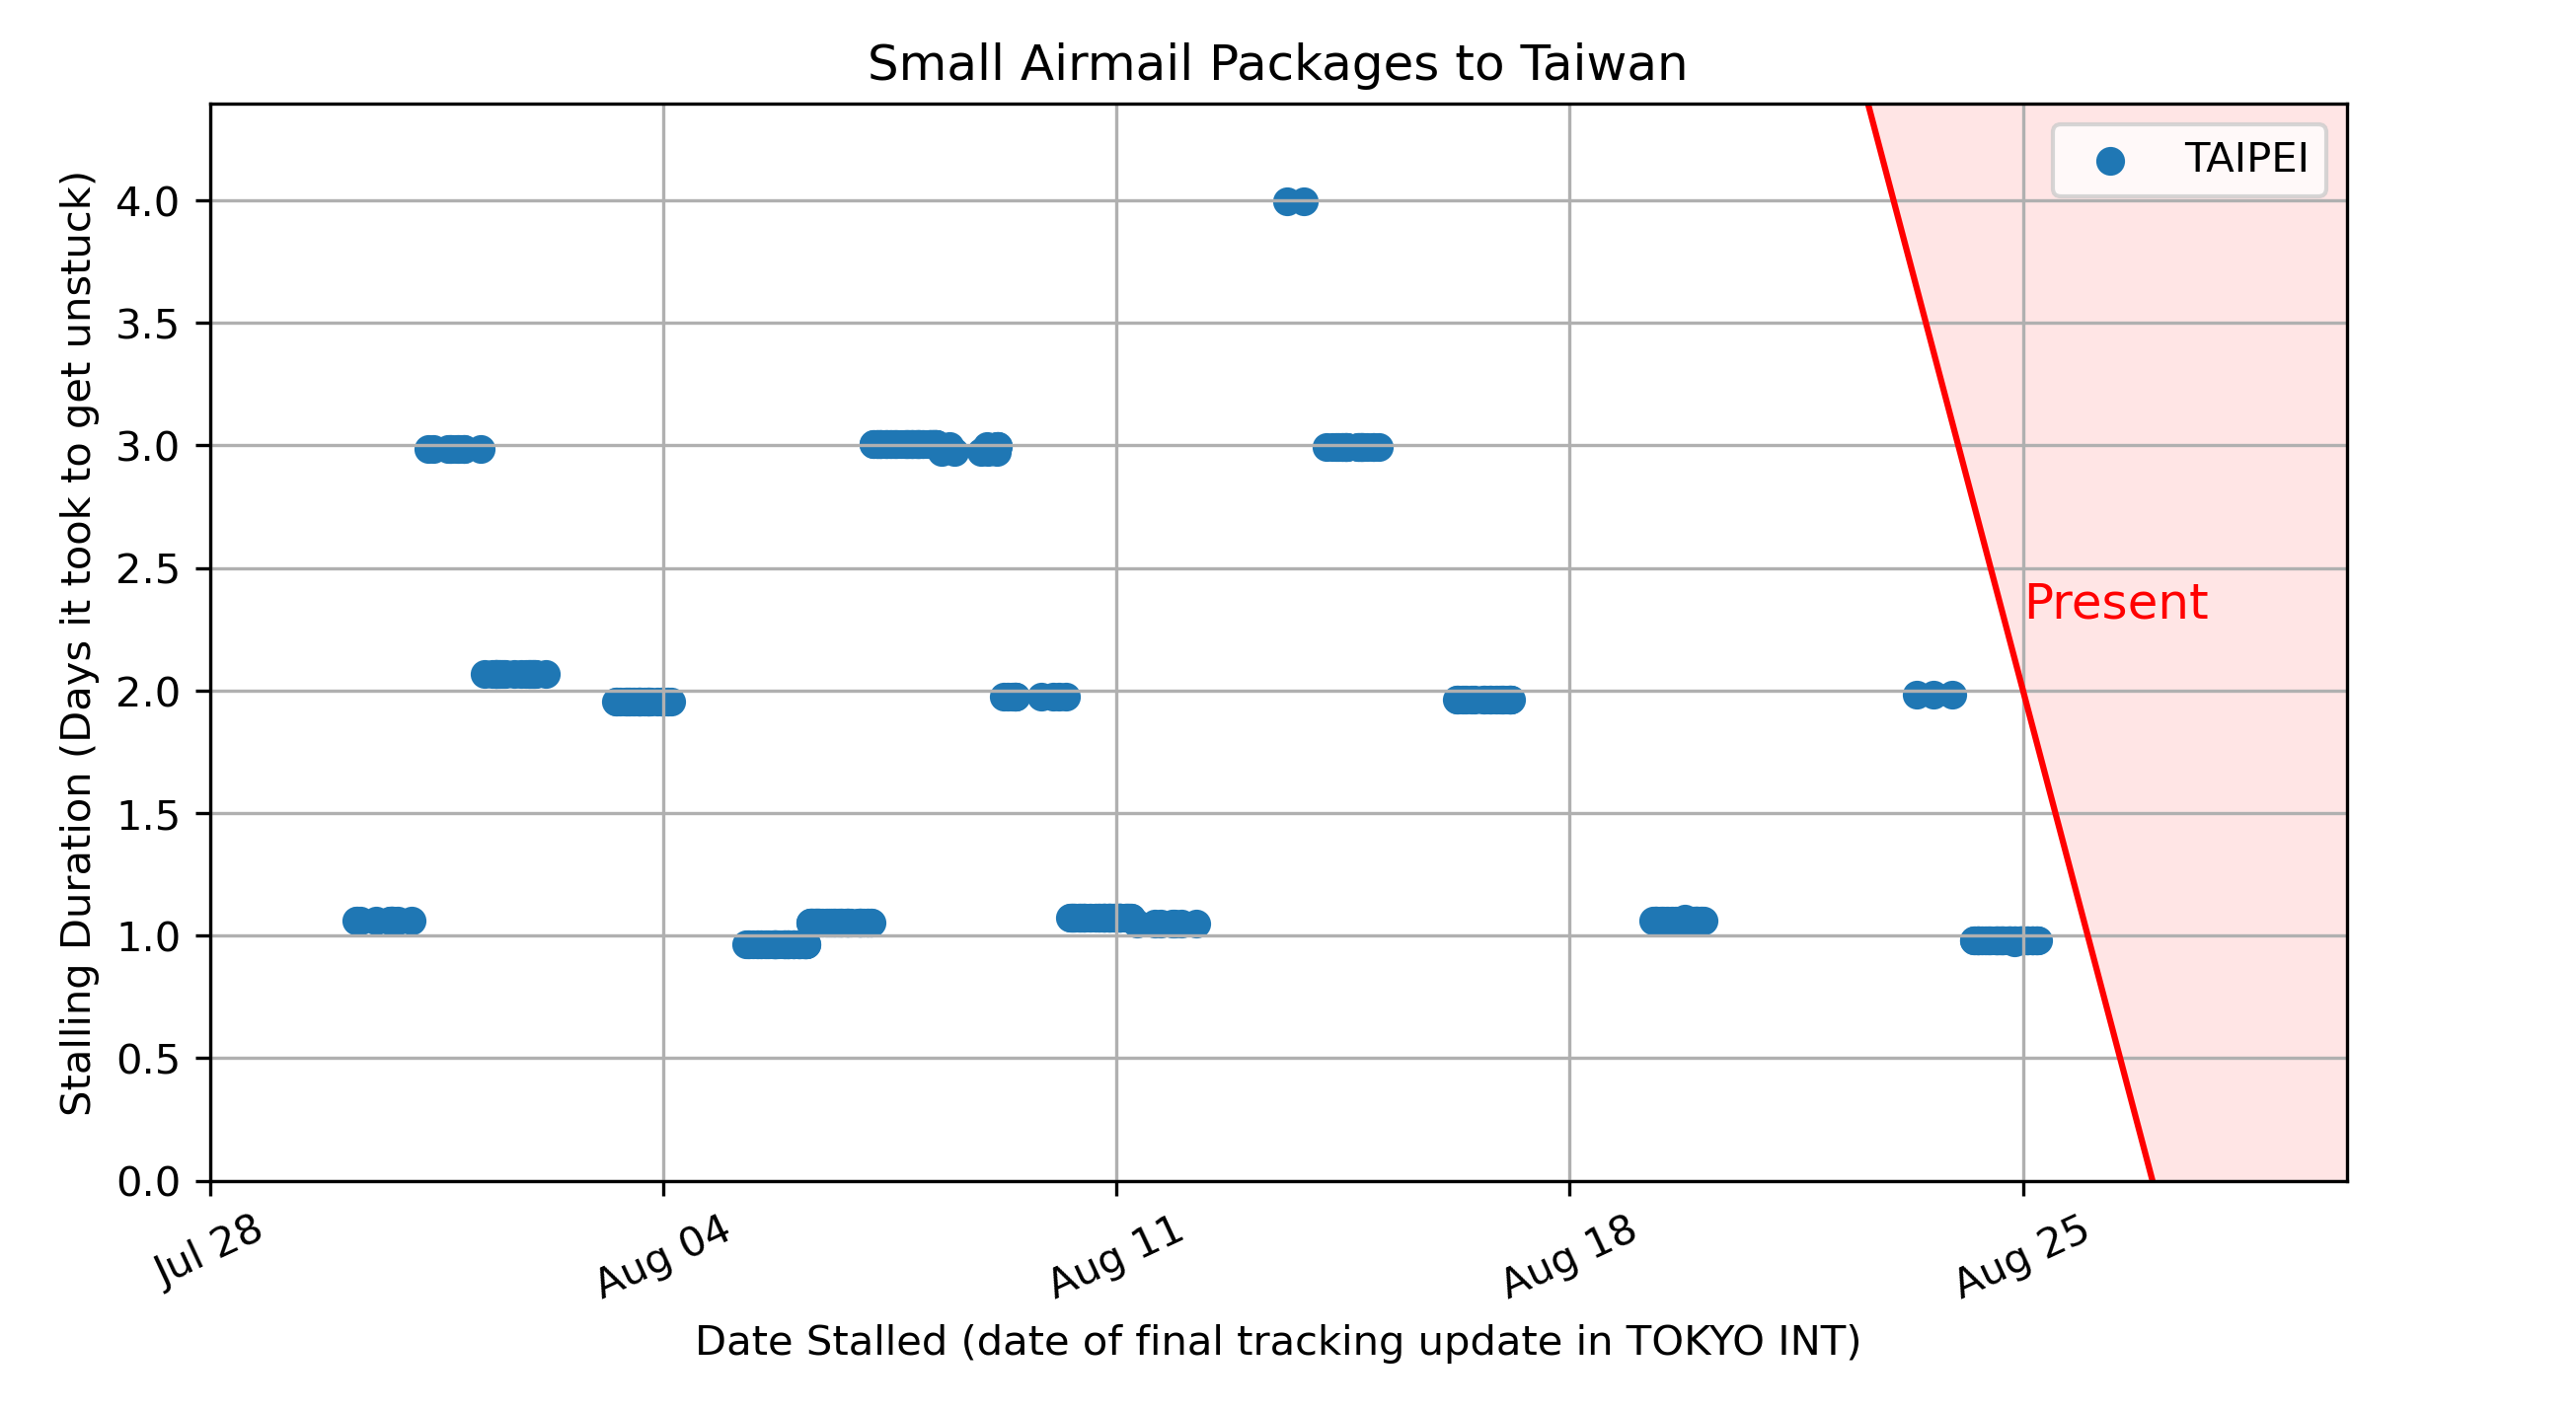 Small Airmail Packages to Taiwan
TAIPEI
Present
Stalling Duration (Days it took to get unstuck)
4.0
3.5
3.0
2.5
2.0
1.5
1.0
0.5
0.0
Jul 28
Aug 04
Aug 11
Aug 18
Aug 25
Date Stalled (date of final tracking update in TOKYO INT)